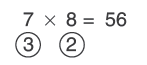 7 × 8 = 56
3 2